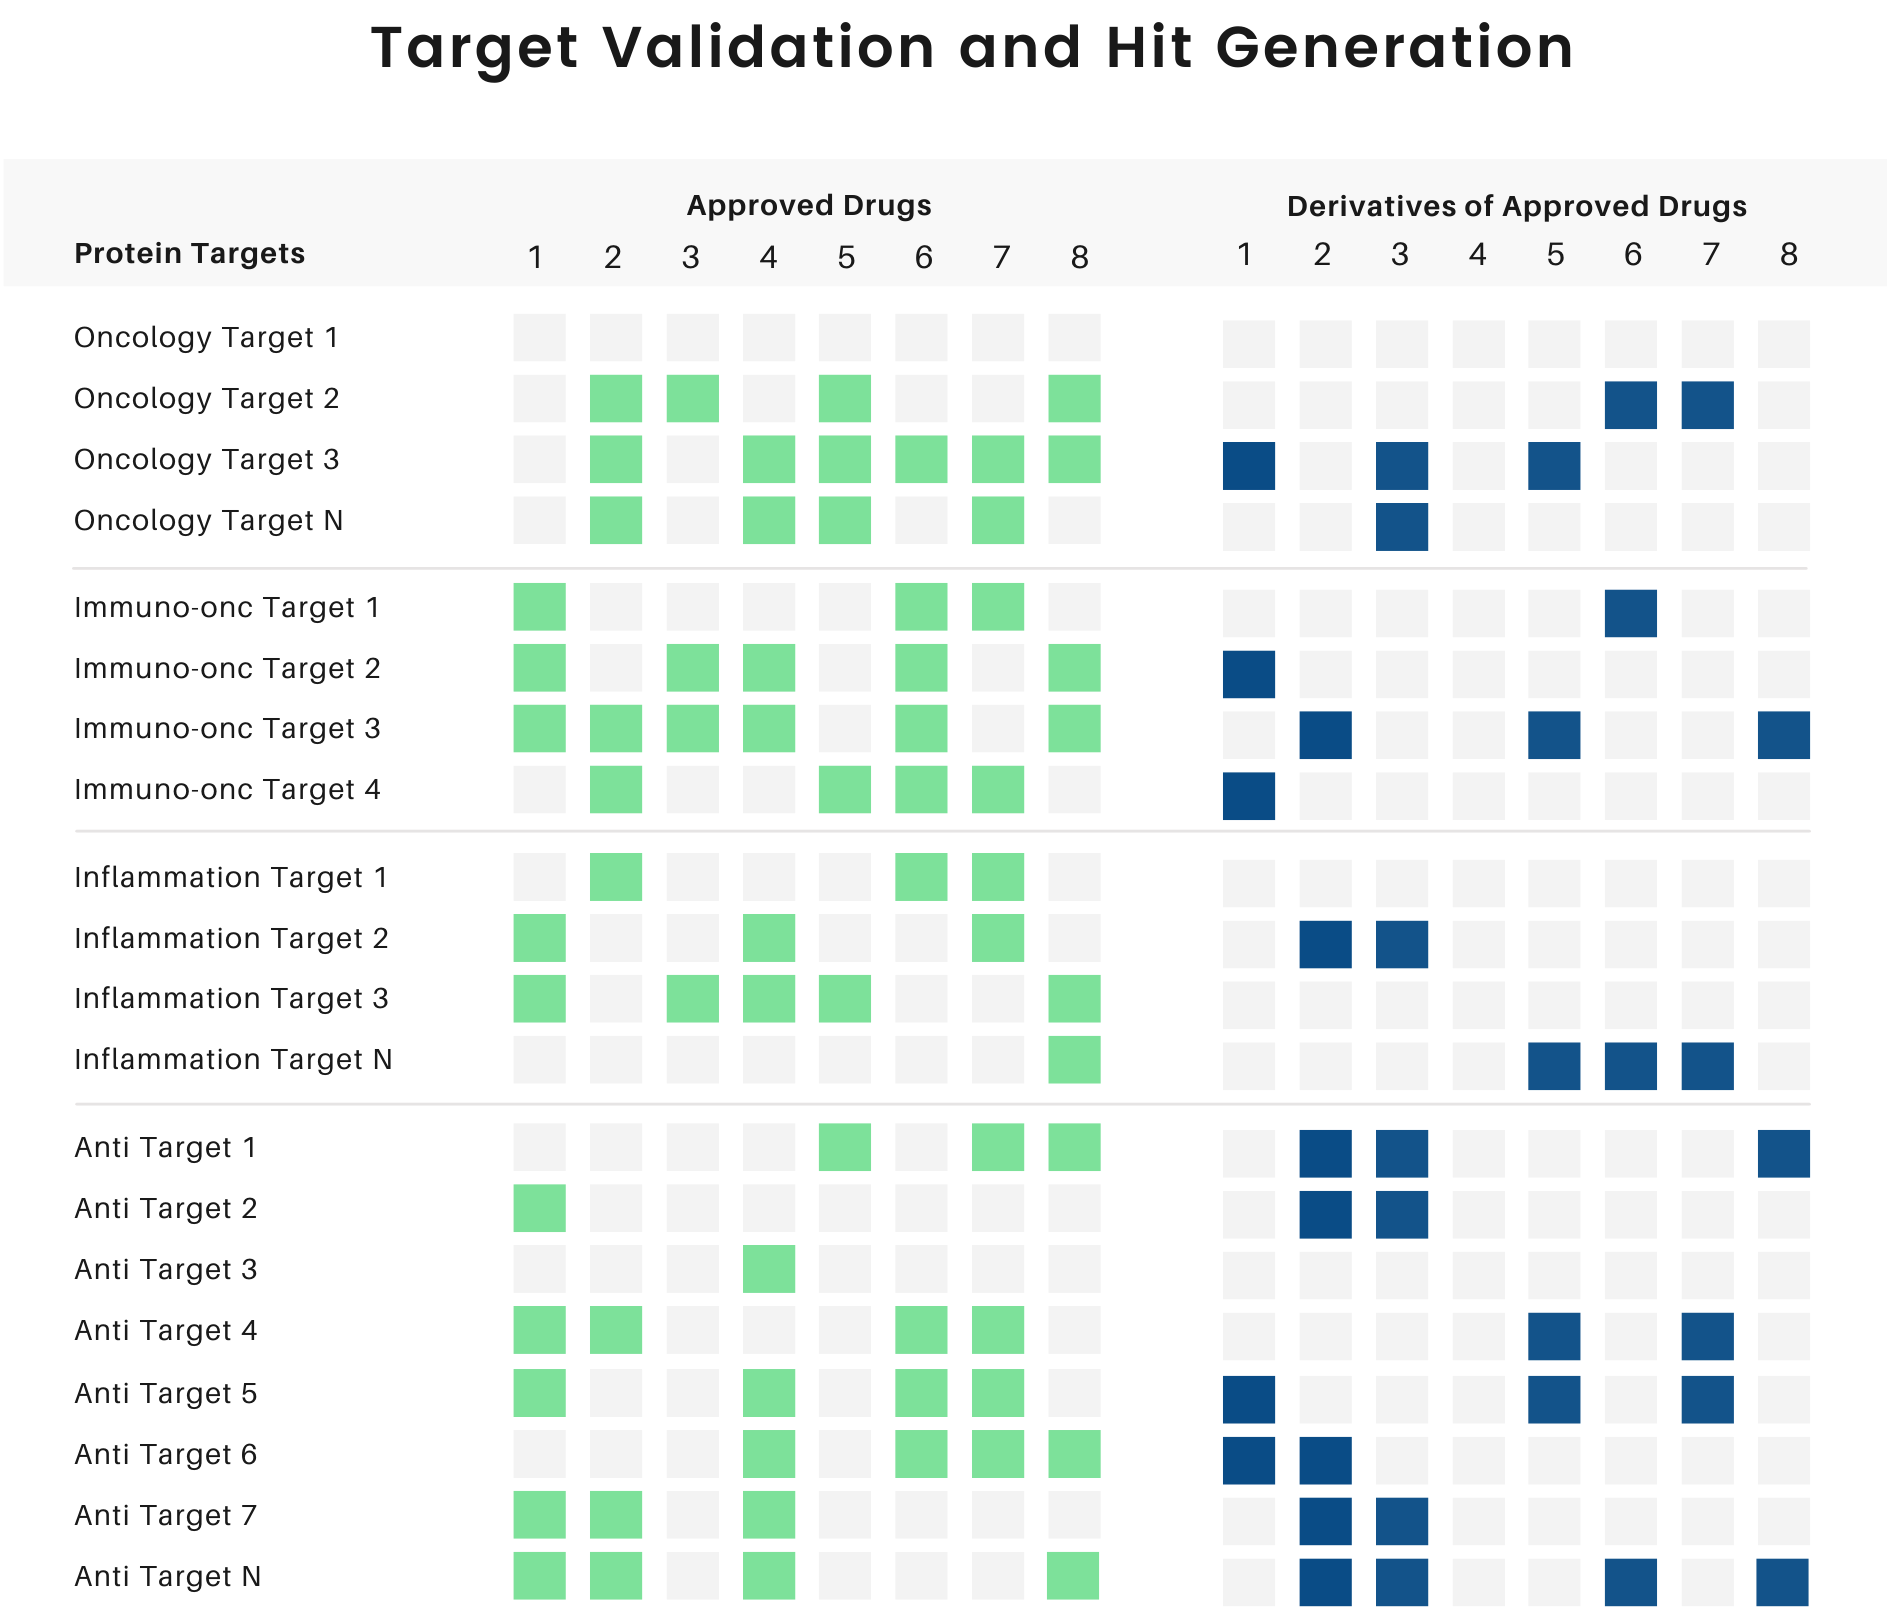 Target Validation and Hit Generation
Approved Drugs
Derivatives of Approved Drugs
Protein Targets 1 2 3 4 5 6 7 8 1 2 3 4 5 6 7 8
Oncology Target 1
Oncology Target 2
Oncology Target 3
Oncology Target N
Immuno-onc Target 1
Immuno-onc Target 2
Immuno-onc Target 3
Immuno-onc Target 4
Inflammation Target 1
Inflammation Target 2
Inflammation Target 3
Inflammation Target N
Anti Target 1
Anti Target 2
Anti Target 3
Anti Target 4
Anti Target 5
Anti Target 6
Anti Target 7
Anti Target N